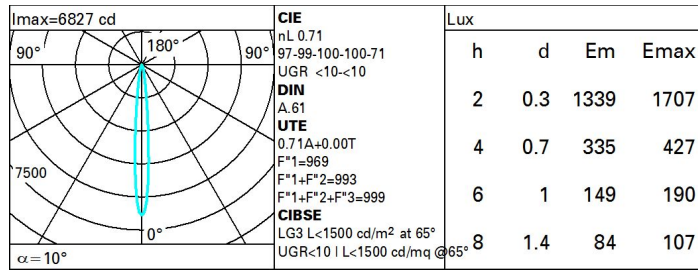 Imax=6827 cd
90°
180°
90°
7500
0°
α=10°
CIE
nL 0.71
97-99-100-100-71
UGR <10-<10
DIN
A.61
UTE
0.71A+0.00T
F"1=969
F"1+F"2=993
F"1+F"2+F"3=999
CIBSE
LG3 L<1500 cd/m² at 65°
UGR<10 | L<1500 cd/mq @65°
Lux
h d Em Emax
2 0.3 1339 1707
4 0.7 335 427
6 1 149 190
8 1.4 84 107